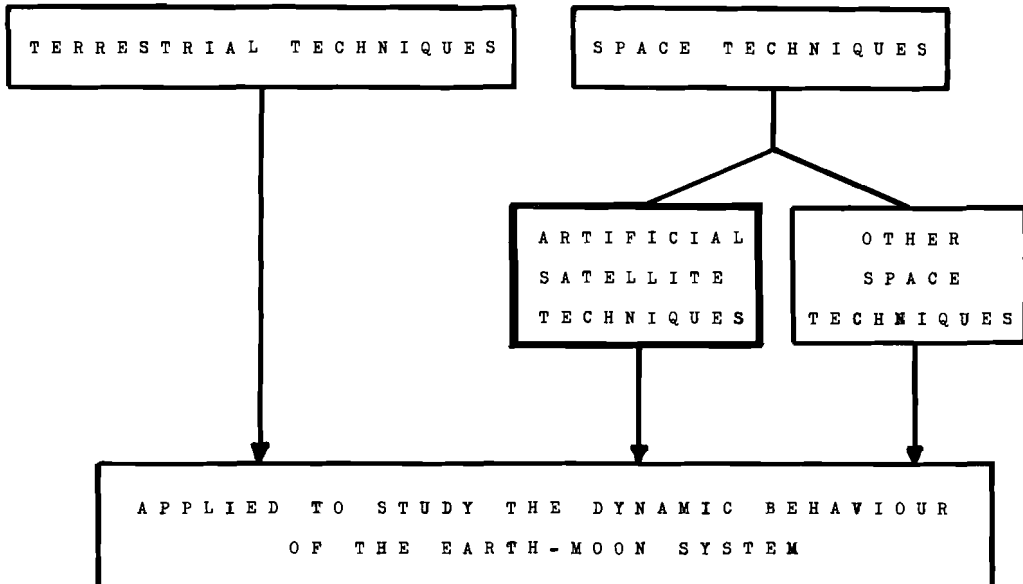 TERRESTRIAL TECHNIQUES
SPACE TECHNIQUES
ARTIFICIAL
SATELLITE
TECHNIQUES
OTHER
SPACE
TECHNIQUES
APPLIED TO STUDY THE DYNAMIC BEHAVIOUR
OF THE EARTH-MOON SYSTEM